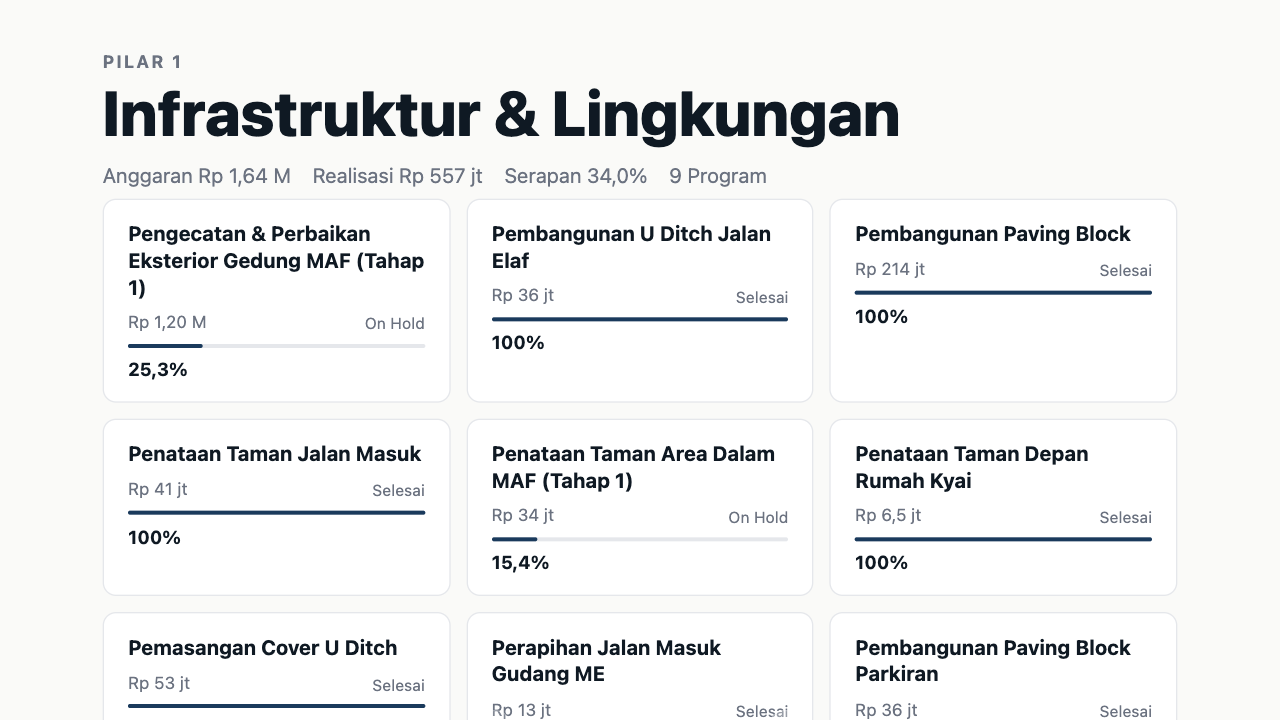 PILAR 1
Infrastruktur & Lingkungan
Anggaran Rp 1,64 M Realisasi Rp 557 jt Serapan 34,0% 9 Program
Pengecatan & Perbaikan
Eksterior Gedung MAF (Tahap
1)
Rp 1,20 M On Hold
25,3%
Pembangunan U Ditch Jalan
Elaf
Rp 36 jt Selesai
100%
Pembangunan Paving Block
Rp 214 jt Selesai
100%
Penataan Taman Jalan Masuk
Rp 41 jt Selesai
100%
Penataan Taman Area Dalam
MAF (Tahap 1)
Rp 34 jt On Hold
15,4%
Penataan Taman Depan
Rumah Kyai
Rp 6,5 jt Selesai
100%
Pemasangan Cover U Ditch
Rp 53 jt Selesai
Perapihan Jalan Masuk
Gudang ME
Rp 13 jt Selesai
Pembangunan Paving Block
Parkiran
Rp 36 jt Selesai